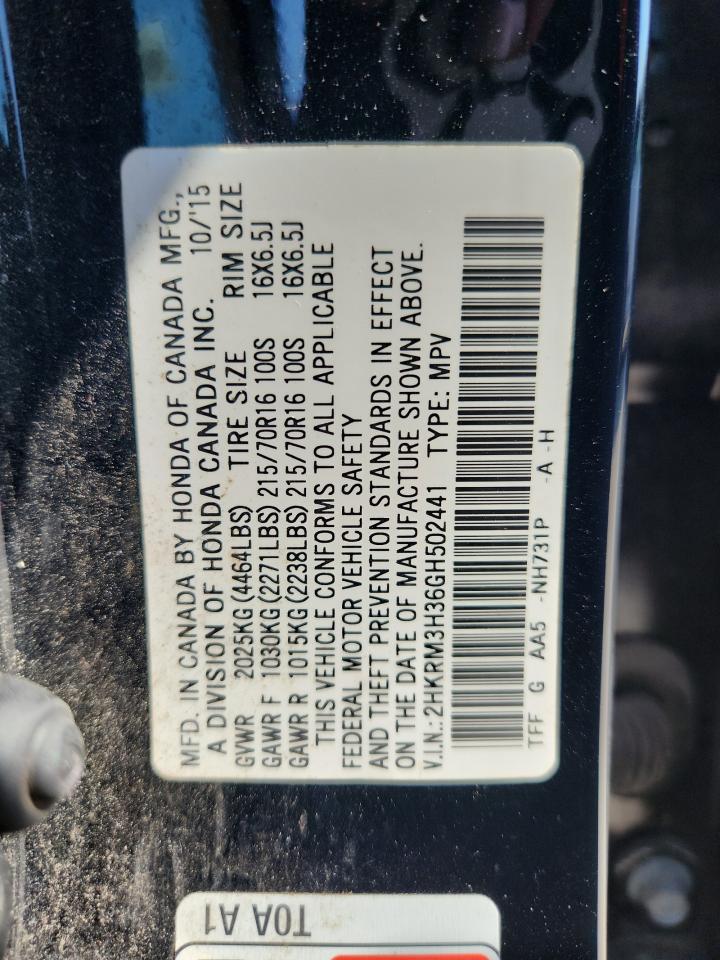 MFD. IN CANADA BY HONDA OF CANADA MFG.,
A DIVISION OF HONDA CANADA INC. 10/'15
GVWR 2025KG(4464LBS) TIRE SIZE RIM SIZE
GAWR F 1030KG(2271LBS) 215/70R16 100S 16X6.5J
GAWR R 1015KG(2238LBS) 215/70R16 100S 16X6.5J
THIS VEHICLE CONFORMS TO ALL APPLICABLE
FEDERAL MOTOR VEHICLE SAFETY
AND THEFT PREVENTION STANDARDS IN EFFECT
ON THE DATE OF MANUFACTURE SHOWN ABOVE.
V.I.N.: 2HKRM3H36GH502441 TYPE: MPV
TFF G AA5 -NH731P -A -H
T0A A1